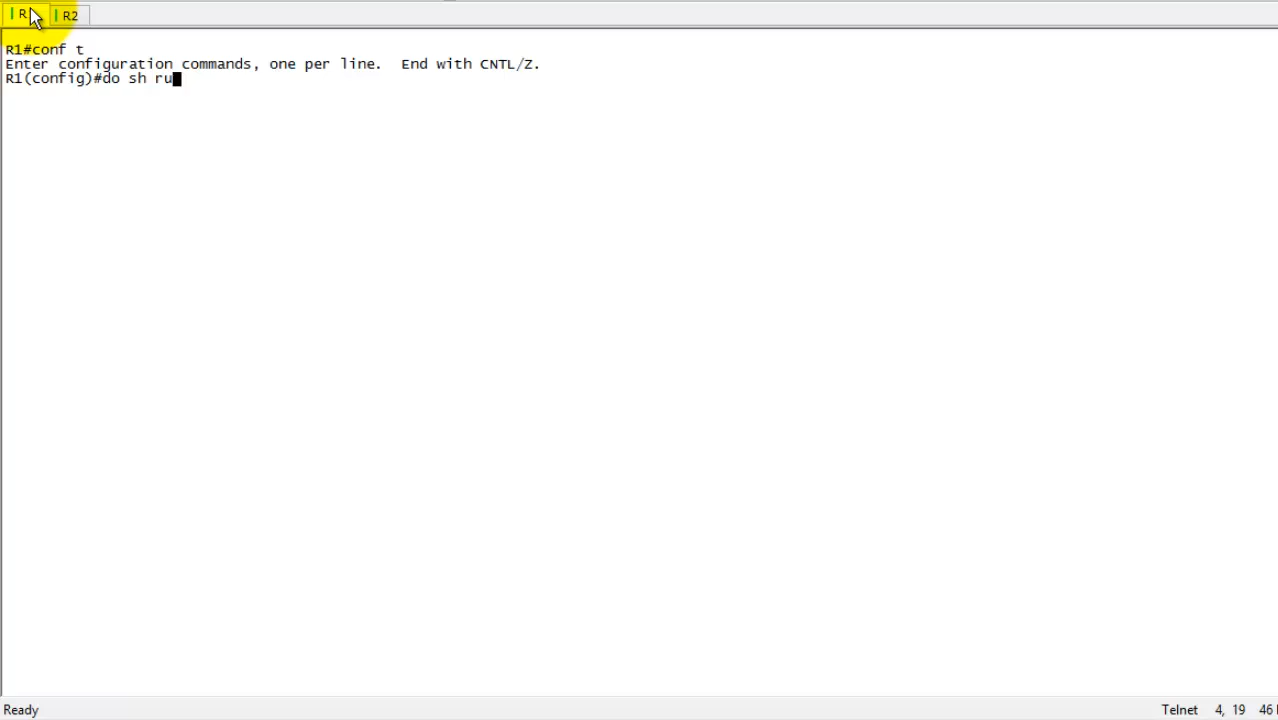 R
R2
R1#conf t
Enter configuration commands, one per line.  End with CNTL/Z.
R1(config)#do sh ru
Ready
Telnet
4, 19
46